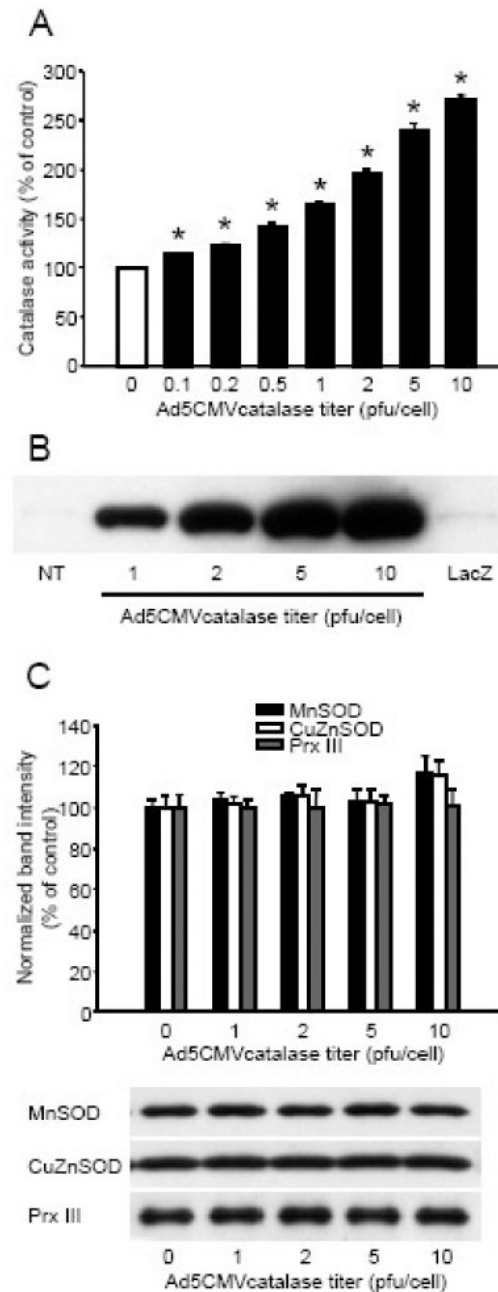 A
Catalase activity (% of control)
300
250
200
150
100
50
0
* * * * * * *
0 0.1 0.2 0.5 1 2 5 10
Ad5CMVcatalase titer (pfu/cell)
B
NT 1 2 5 10 LacZ
Ad5CMVcatalase titer (pfu/cell)
C
MnSOD
CuZnSOD
Prx III
Normalized band intensity
(% of control)
140
120
100
80
60
40
20
0
0 1 2 5 10
Ad5CMVcatalase titer (pfu/cell)
MnSOD
CuZnSOD
Prx III
0 1 2 5 10
Ad5CMVcatalase titer (pfu/cell)